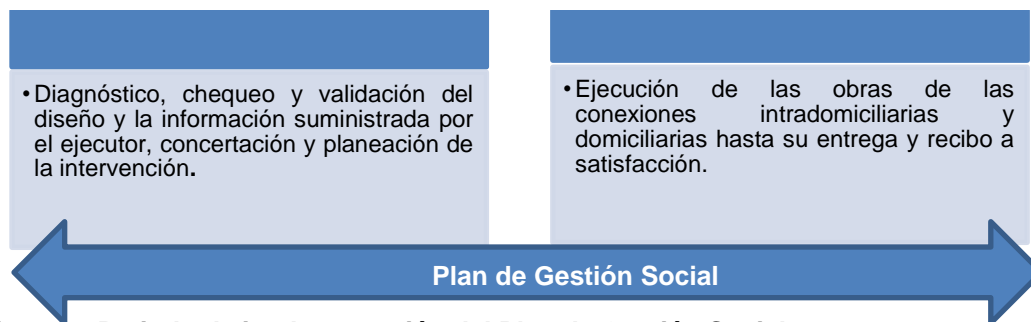 • Diagnóstico, chequeo y validación del
diseño y la información suministrada por
el ejecutor, concertación y planeación de
la intervención.
• Ejecución de las obras de las
conexiones intradomiciliarias y
domiciliarias hasta su entrega y recibo a
satisfacción.
Plan de Gestión Social